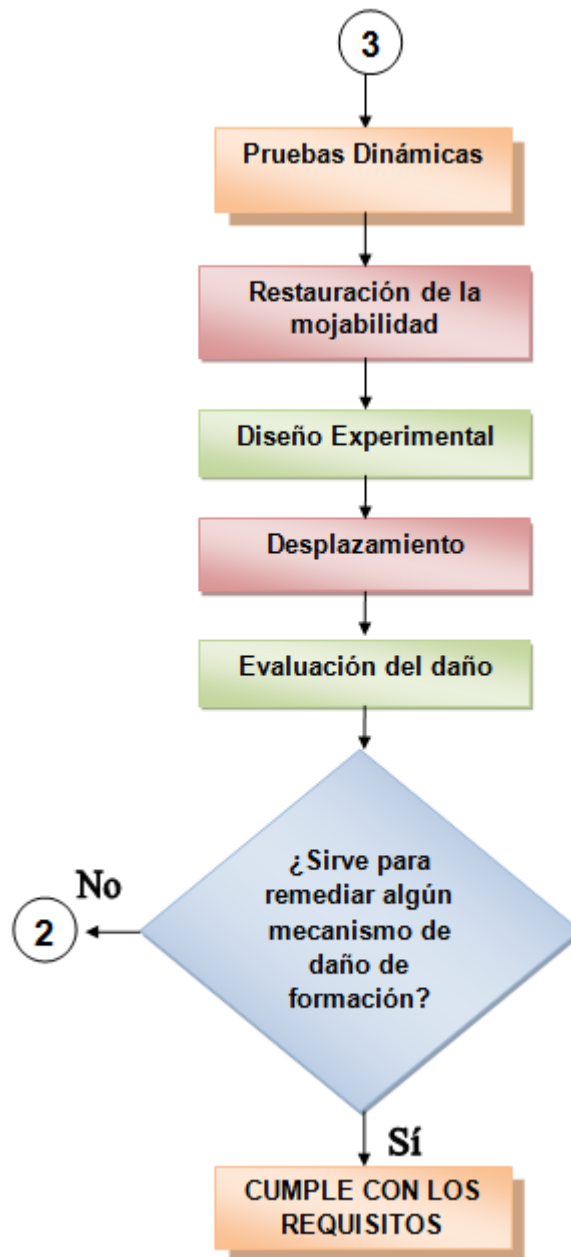 3
Pruebas Dinámicas
Restauración de la
mojabilidad
Diseño Experimental
Desplazamiento
Evaluación del daño
¿Sirve para
remediar algún
mecanismo de
daño de
formación?
No
2
Sí
CUMPLE CON LOS
REQUISITOS